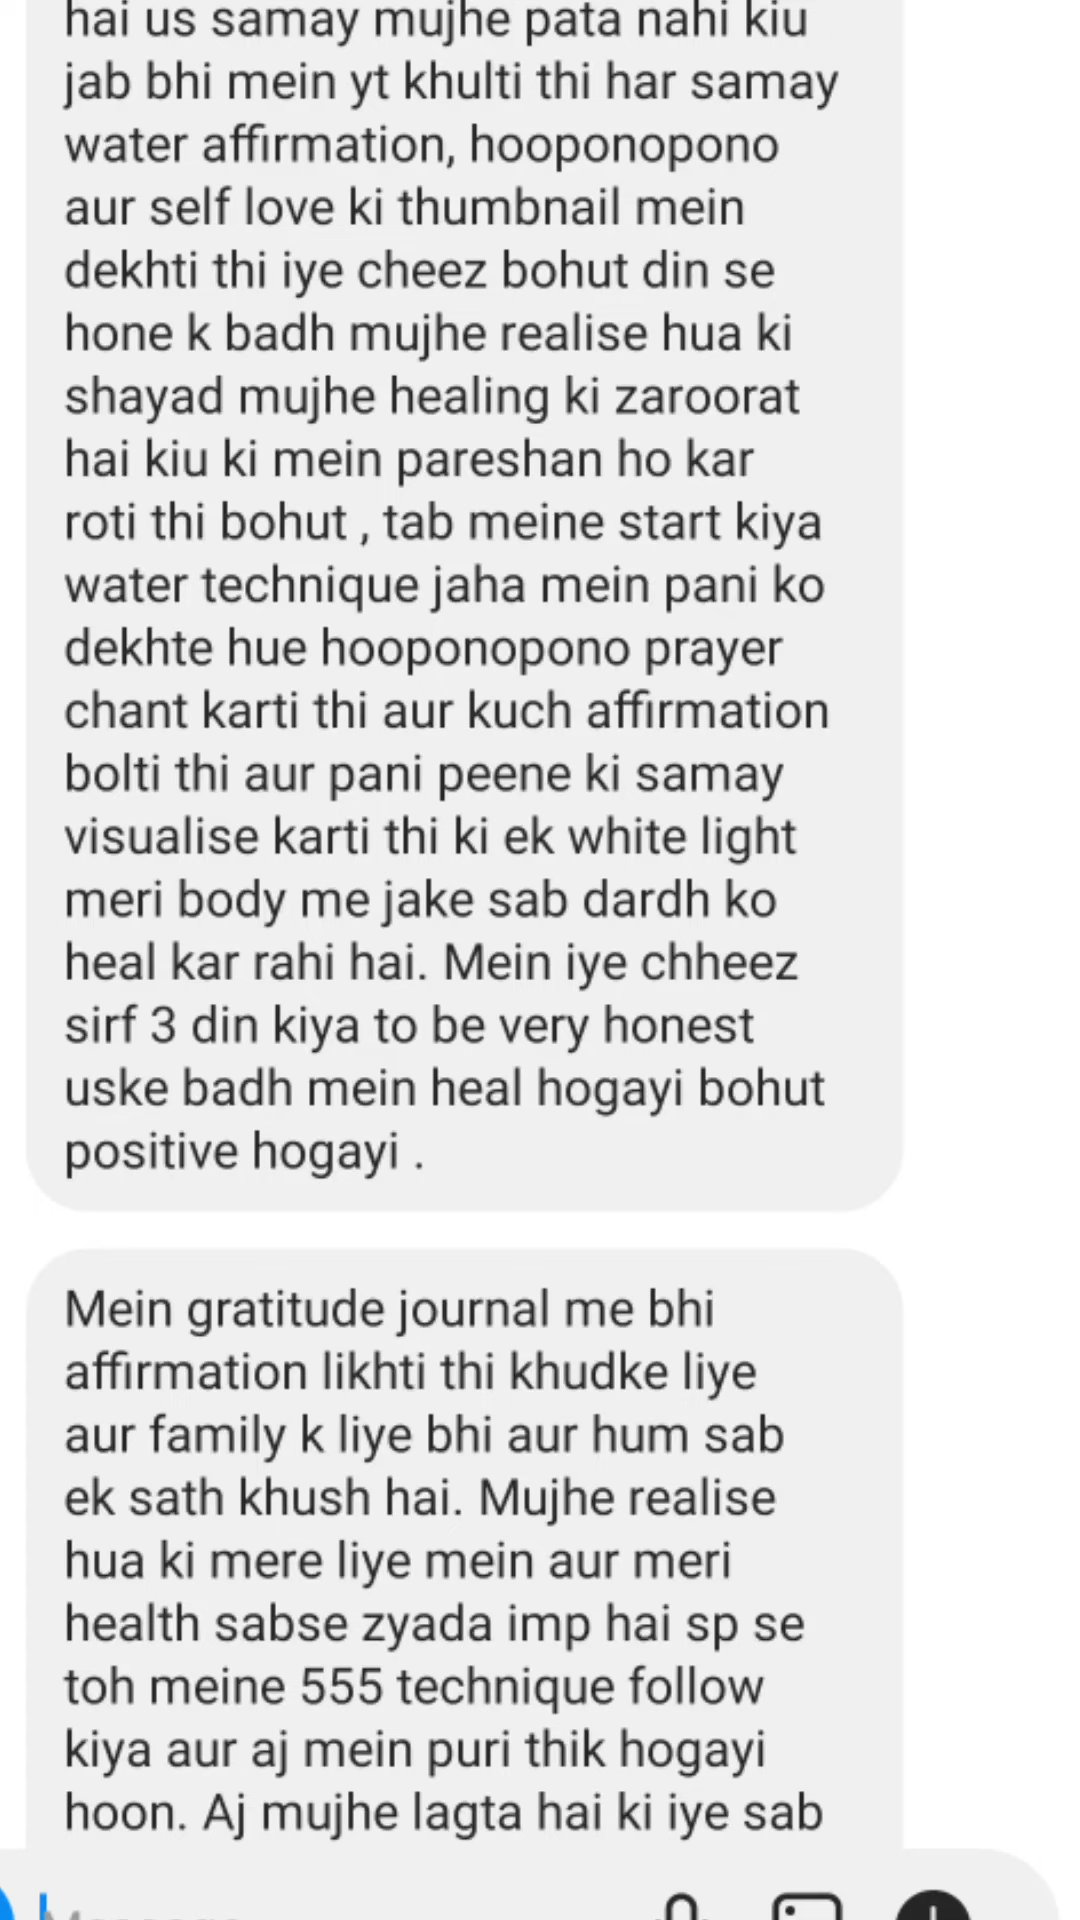 hai us samay mujhe pata nahi kiu
jab bhi mein yt khulti thi har samay
water affirmation, hooponopono
aur self love ki thumbnail mein
dekhti thi iye cheez bohut din se
hone k badh mujhe realise hua ki
shayad mujhe healing ki zaroorat
hai kiu ki mein pareshan ho kar
roti thi bohut , tab meine start kiya
water technique jaha mein pani ko
dekhte hue hooponopono prayer
chant karti thi aur kuch affirmation
bolti thi aur pani peene ki samay
visualise karti thi ki ek white light
meri body me jake sab dardh ko
heal kar rahi hai. Mein iye chheez
sirf 3 din kiya to be very honest
uske badh mein heal hogayi bohut
positive hogayi .
Mein gratitude journal me bhi
affirmation likhti thi khudke liye
aur family k liye bhi aur hum sab
ek sath khush hai. Mujhe realise
hua ki mere liye mein aur meri
health sabse zyada imp hai sp se
toh meine 555 technique follow
kiya aur aj mein puri thik hogayi
hoon. Aj mujhe lagta hai ki iye sab